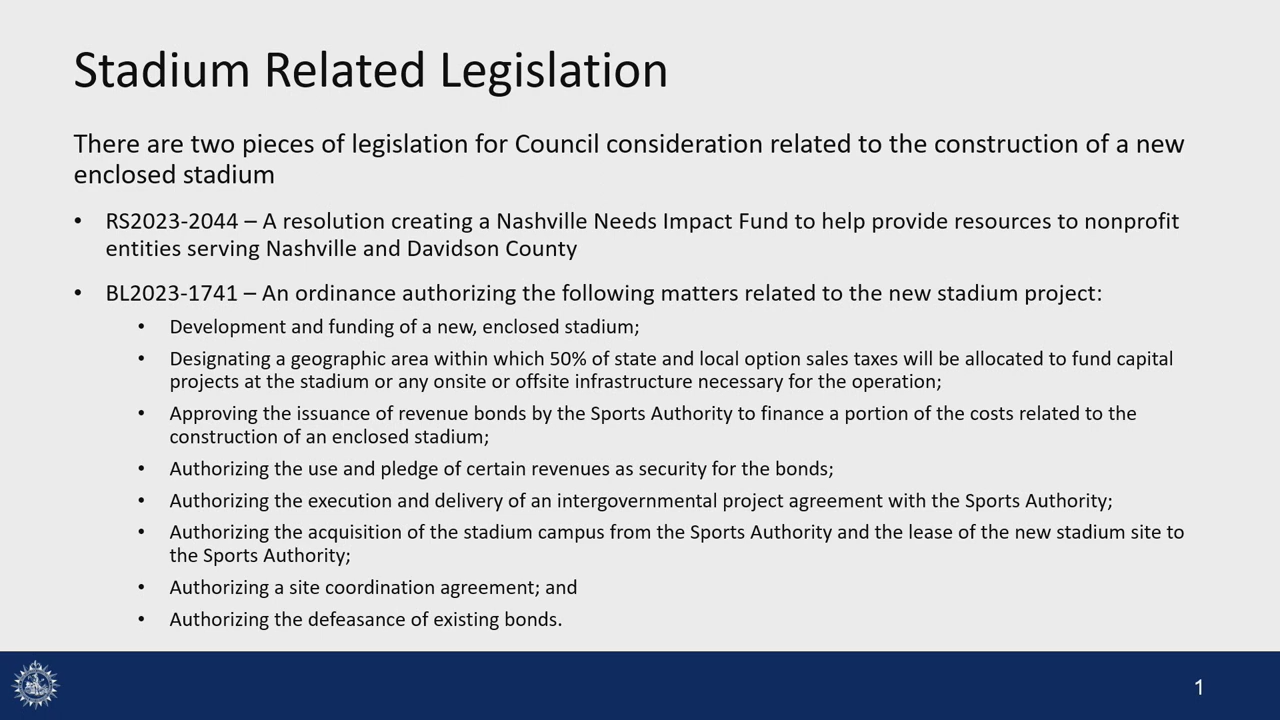 Stadium Related Legislation
There are two pieces of legislation for Council consideration related to the construction of a new
enclosed stadium
• RS2023-2044 – A resolution creating a Nashville Needs Impact Fund to help provide resources to nonprofit
entities serving Nashville and Davidson County
• BL2023-1741 – An ordinance authorizing the following matters related to the new stadium project:
• Development and funding of a new, enclosed stadium;
• Designating a geographic area within which 50% of state and local option sales taxes will be allocated to fund capital
projects at the stadium or any onsite or offsite infrastructure necessary for the operation;
• Approving the issuance of revenue bonds by the Sports Authority to finance a portion of the costs related to the
construction of an enclosed stadium;
• Authorizing the use and pledge of certain revenues as security for the bonds;
• Authorizing the execution and delivery of an intergovernmental project agreement with the Sports Authority;
• Authorizing the acquisition of the stadium campus from the Sports Authority and the lease of the new stadium site to
the Sports Authority;
• Authorizing a site coordination agreement; and
• Authorizing the defeasance of existing bonds.
1